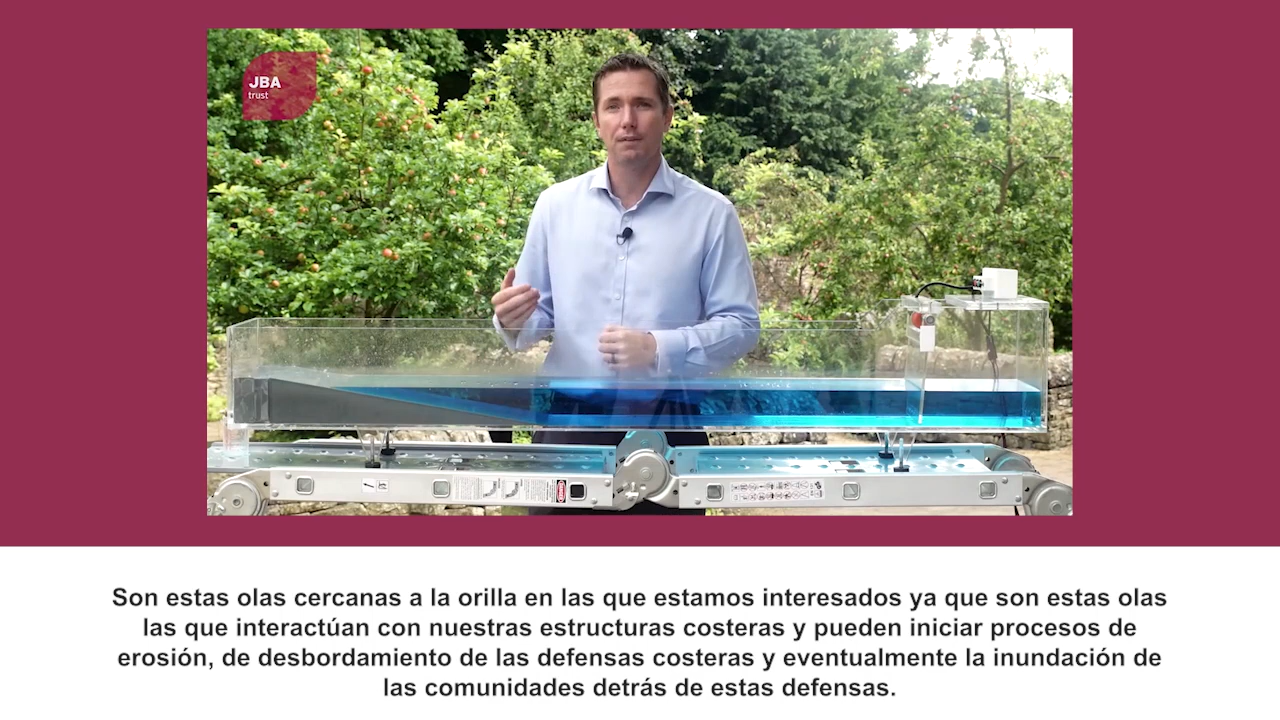 JBA
trust
Son estas olas cercanas a la orilla en las que estamos interesados ya que son estas olas
las que interactúan con nuestras estructuras costeras y pueden iniciar procesos de
erosión, de desbordamiento de las defensas costeras y eventualmente la inundación de
las comunidades detrás de estas defensas.